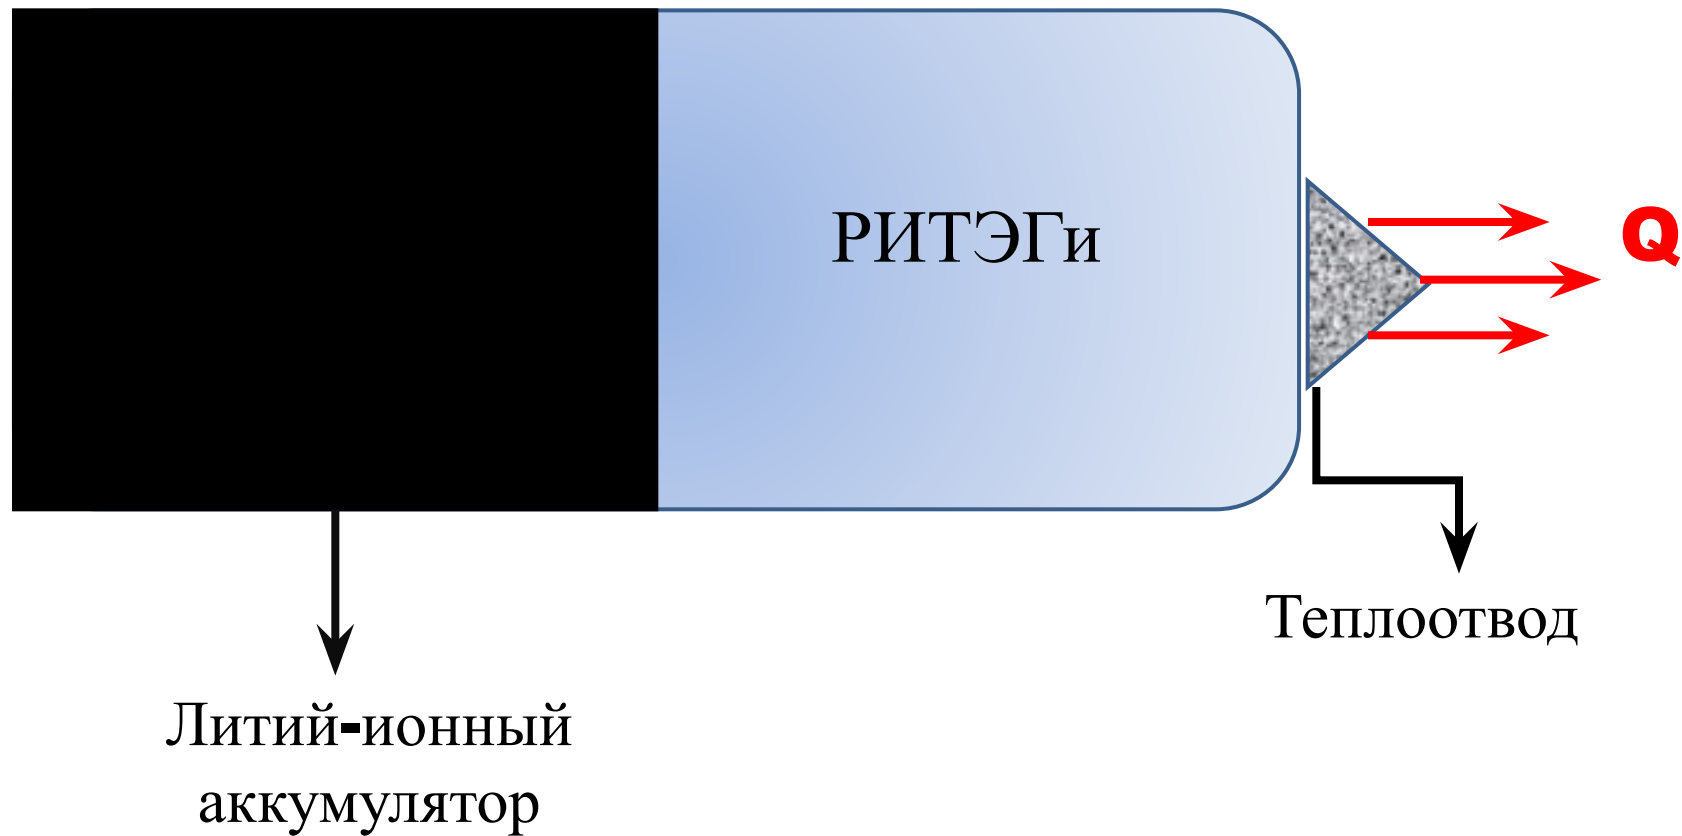 РИТЭГи
Q
Теплоотвод
Литий-ионный
аккумулятор